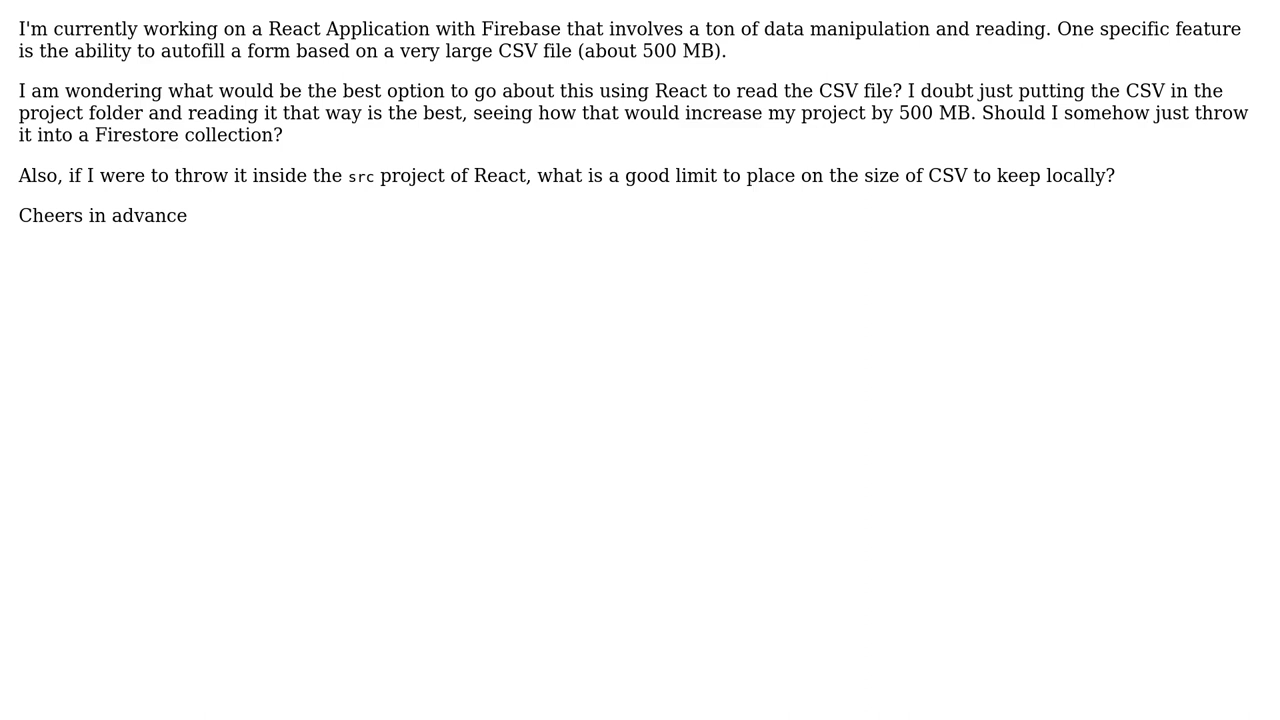 I'm currently working on a React Application with Firebase that involves a ton of data manipulation and reading. One specific feature
is the ability to autofill a form based on a very large CSV file (about 500 MB).
I am wondering what would be the best option to go about this using React to read the CSV file? I doubt just putting the CSV in the
project folder and reading it that way is the best, seeing how that would increase my project by 500 MB. Should I somehow just throw
it into a Firestore collection?
Also, if I were to throw it inside the src project of React, what is a good limit to place on the size of CSV to keep locally?
Cheers in advance